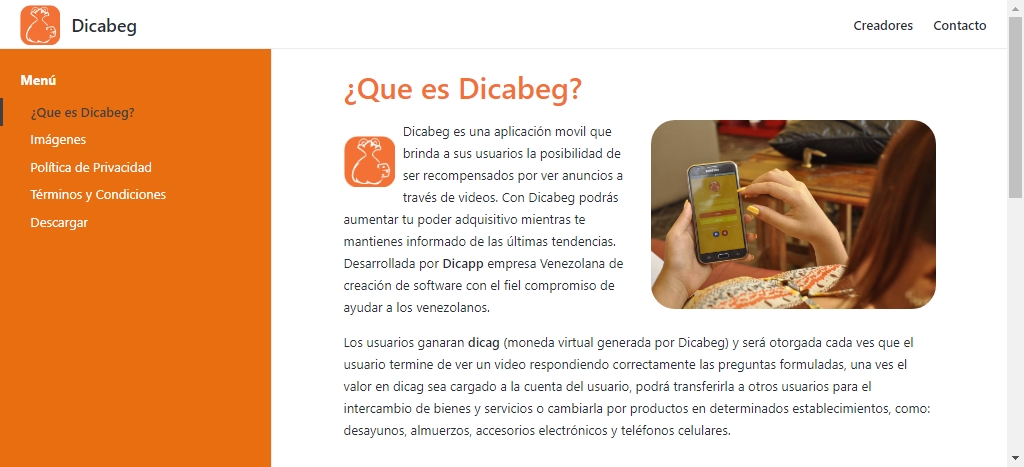 Dicabeg
Creadores
Contacto
Menú
¿Que es Dicabeg?
Imágenes
Política de Privacidad
Términos y Condiciones
Descargar
¿Que es Dicabeg?
Dicabeg es una aplicación movil que
brinda a sus usuarios la posibilidad de
ser recompensados por ver anuncios a
través de videos. Con Dicabeg podrás
aumentar tu poder adquisitivo mientras te
mantienes informado de las últimas tendencias.
Desarrollada por Dicapp empresa Venezolana de
creación de software con el fiel compromiso de
ayudar a los venezolanos.
Los usuarios ganaran dicag (moneda virtual generada por Dicabeg) y será otorgada cada ves que el
usuario termine de ver un video respondiendo correctamente las preguntas formuladas, una ves el
valor en dicag sea cargado a la cuenta del usuario, podrá transferirla a otros usuarios para el
intercambio de bienes y servicios o cambiarla por productos en determinados establecimientos, como:
desayunos, almuerzos, accesorios electrónicos y teléfonos celulares.